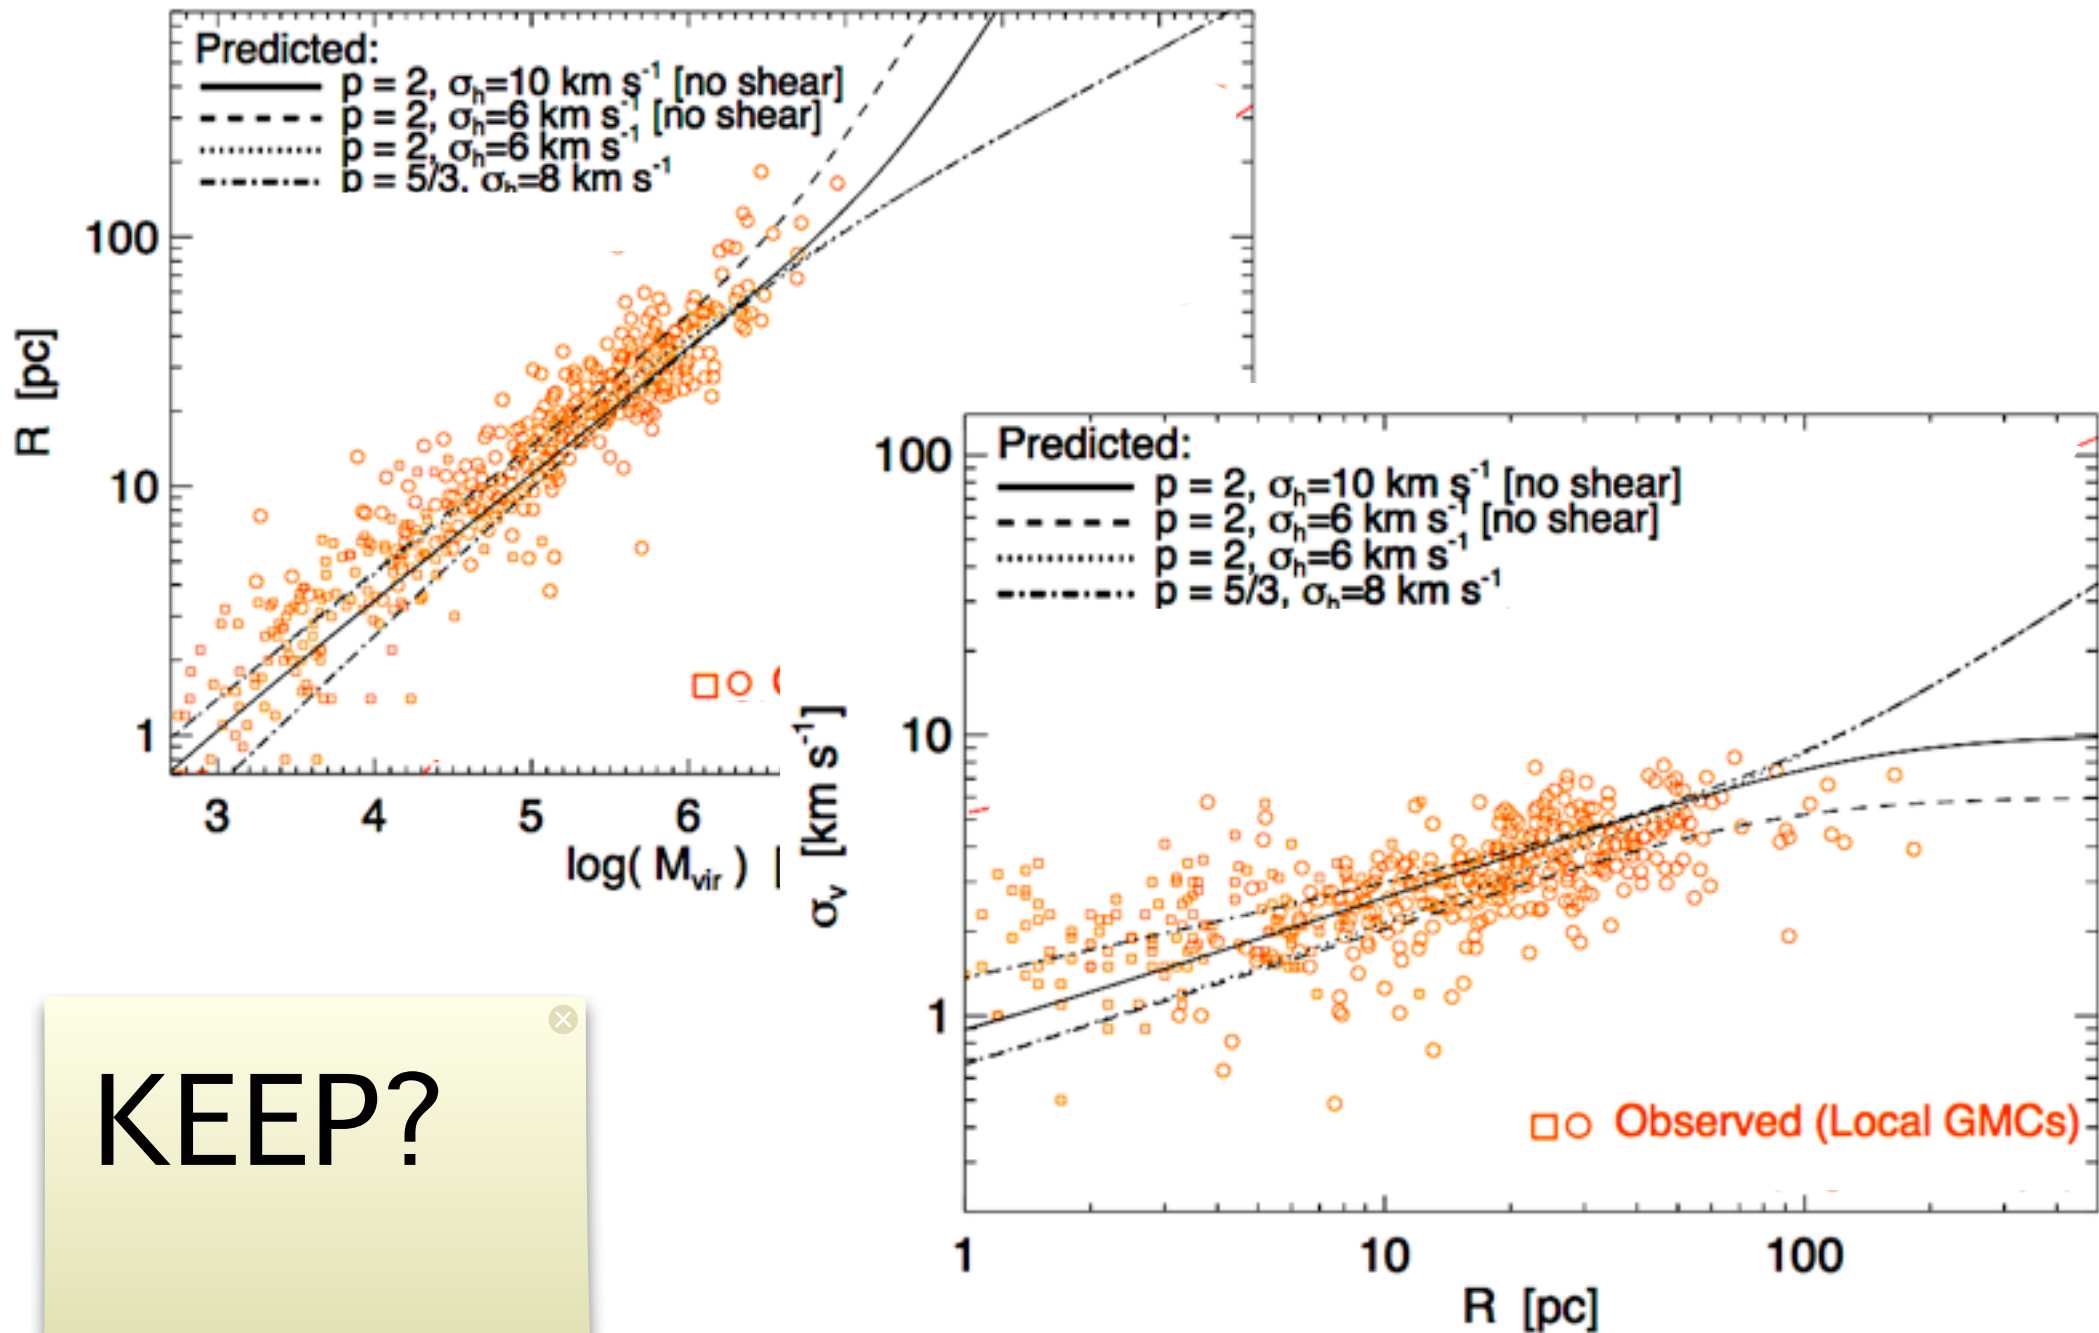 Predicted:
p = 2, σh=10 km s-1 [no shear]
p = 2, σh=6 km s-1 [no shear]
p = 2, σh=6 km s-1
p = 5/3, σh=8 km s-1
100
10
1
R [pc]
3 4 5 6
log( Mvir )
Predicted:
p = 2, σh=10 km s-1 [no shear]
p = 2, σh=6 km s-1 [no shear]
p = 2, σh=6 km s-1
p = 5/3, σh=8 km s-1
100
10
1
σv [km s-1]
Observed (Local GMCs)
1 10 100
R [pc]
KEEP?